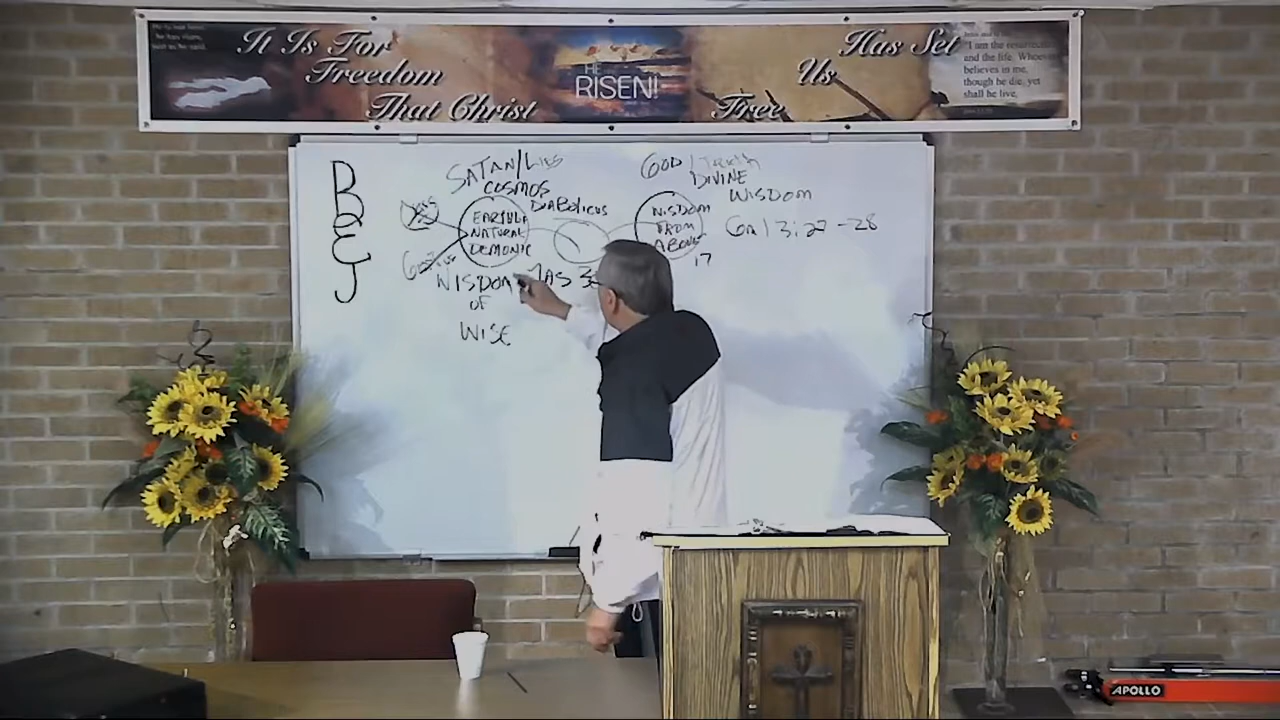 It Is For
Freedom
That Christ
RISEN!
Has Set
Us
Free
"I am the resurrection
and the life. Whoever
believes in me,
though he die, yet
shall he live,
B
E
J
SATAN/LIES
COSMOS
DIABOLICUS
EARTHLY
NATURAL
DEMONIC
WISDOM JAS 3
OF
WISE
GOD / Truth
DIVINE
WISDOM
WISDOM
FROM
ABOVE
17
Gal 3:27-28
APOLLO